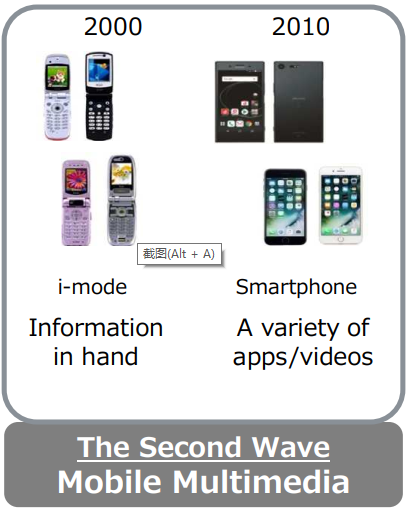 2000
2010
截图(Alt + A)
i-mode
Smartphone
Information
in hand
A variety of
apps/videos
The Second Wave
Mobile Multimedia